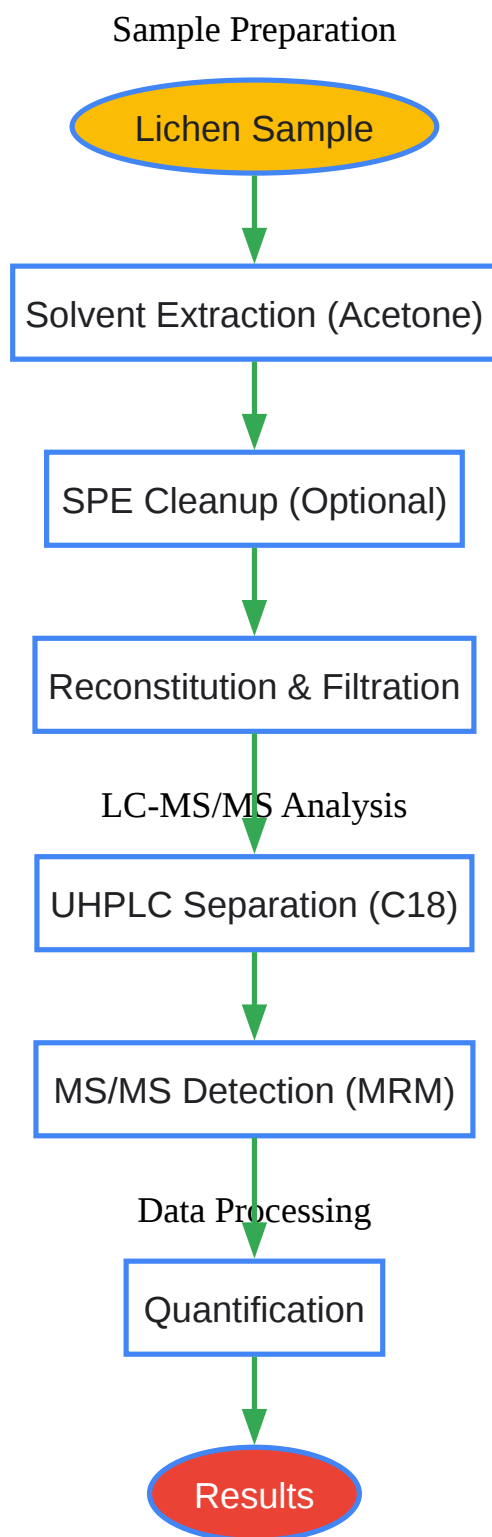 Sample Preparation
Lichen Sample
Solvent Extraction (Acetone)
SPE Cleanup (Optional)
Reconstitution & Filtration
LC-MS/MS Analysis
UHPLC Separation (C18)
MS/MS Detection (MRM)
Data Processing
Quantification
Results